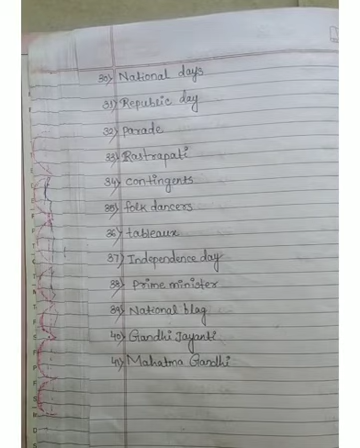 30) National days
31) Republic day
32) Parade
33) Rastrapati
34) contingents
35) folk dancers
36) tableaux
37) Independence day
38) Prime minister
39) National blag
40) Gandhi Jayanti
41) Mahatma Gandhi